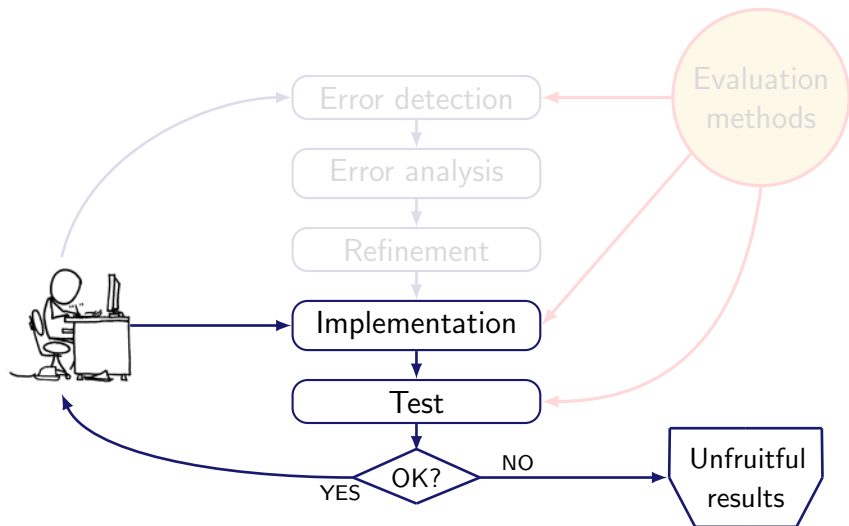 Error detection
Evaluation
methods
Error analysis
Refinement
Implementation
Test
OK?
YES
NO
Unfruitful
results